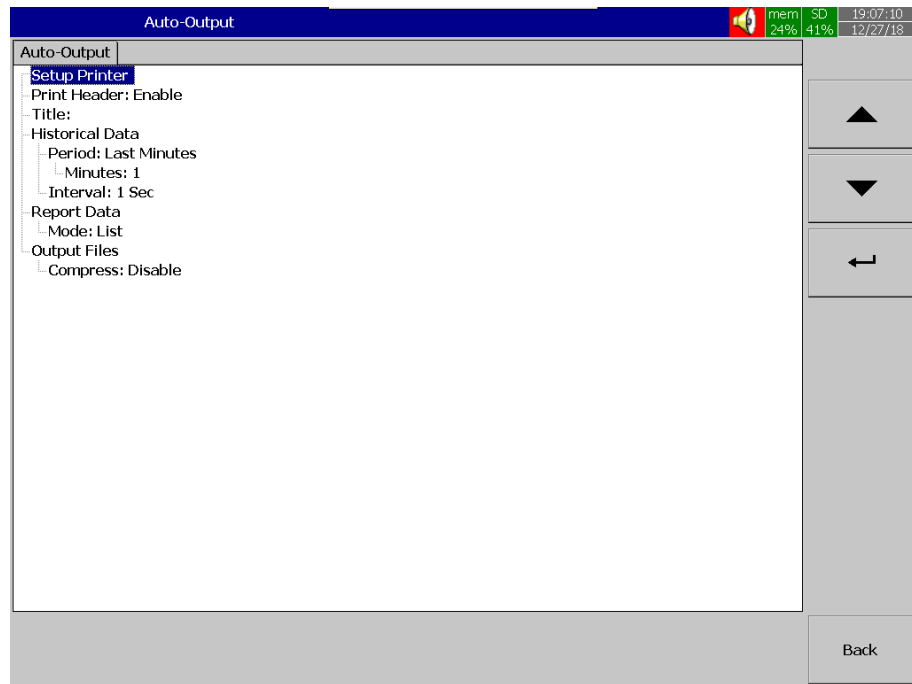 Auto-Output
mem SD 19:07:10
24% 41% 12/27/18
Auto-Output
Setup Printer
Print Header: Enable
Title:
Historical Data
Period: Last Minutes
Minutes: 1
Interval: 1 Sec
Report Data
Mode: List
Output Files
Compress: Disable
Back